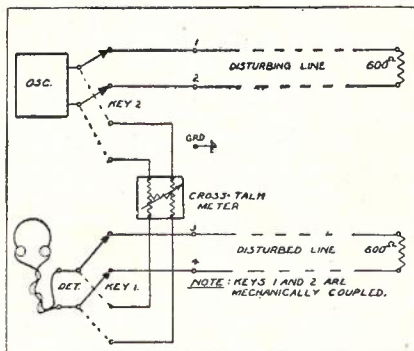 1
OSC.
DISTURBING LINE
600Ω
2
KEY 2
GRD
CROSS-TALM
METER
3
DISTURBED LINE
600Ω
4
DET.
KEY 1.
NOTE: KEYS 1 AND 2 ARE
MECHANICALLY COUPLED.